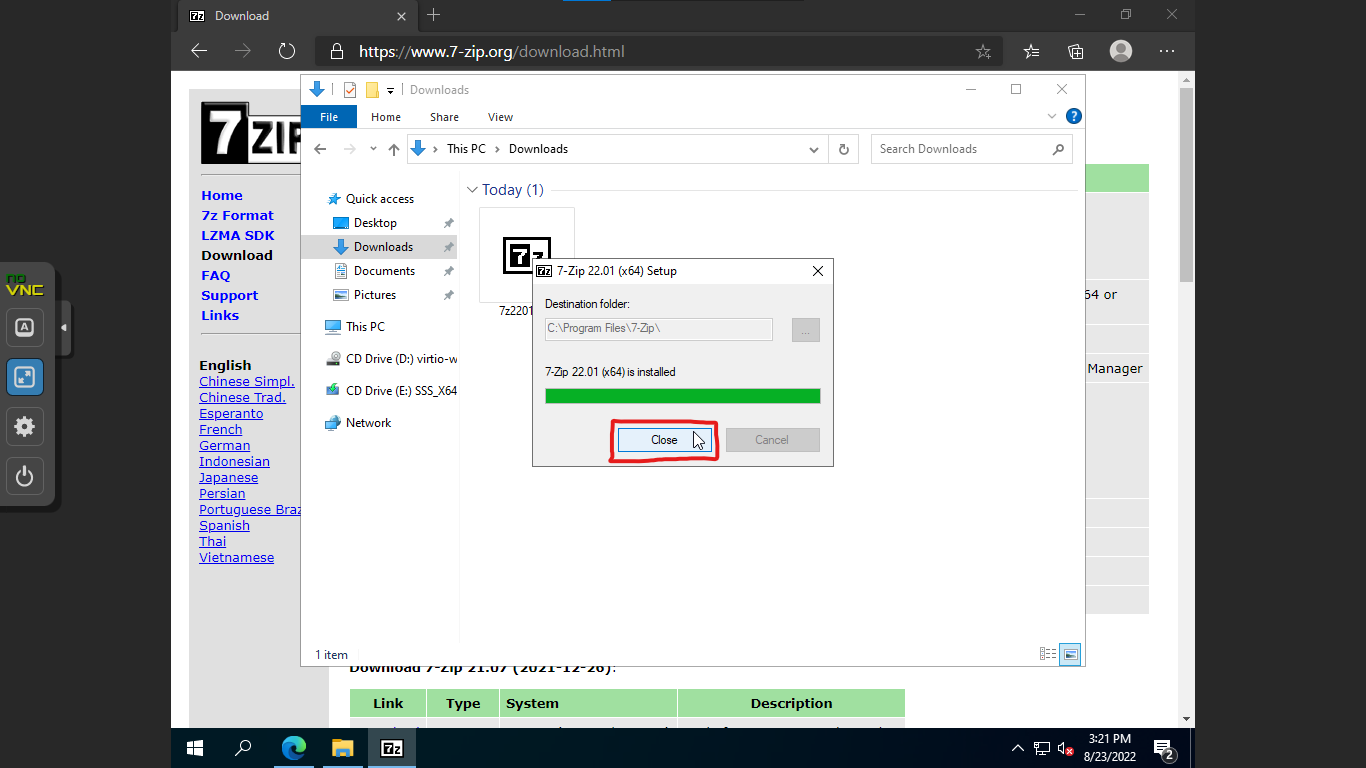 Download
https://www.7-zip.org/download.html
Downloads
File
Home
Share
View
This PC
Downloads
Search Downloads
7ZIP
Home
7z Format
LZMA SDK
Download
FAQ
Support
Links
English
Chinese Simpl.
Chinese Trad.
Esperanto
French
German
Indonesian
Japanese
Persian
Portuguese Braz
Spanish
Thai
Vietnamese
Quick access
Desktop
Downloads
Documents
Pictures
This PC
CD Drive (D:) virtio-w
CD Drive (E:) SSS_X64
Network
Today (1)
7z
7z2201
7z 7-Zip 22.01 (x64) Setup
Destination folder:
C:\Program Files\7-Zip\
...
7-Zip 22.01 (x64) is installed
Close
Cancel
64 or
Manager
1 item
Download 7-Zip 21.07 (2021-12-26):
Link
Type
System
Description
no
VNC
A
7z
3:21 PM
8/23/2022
2